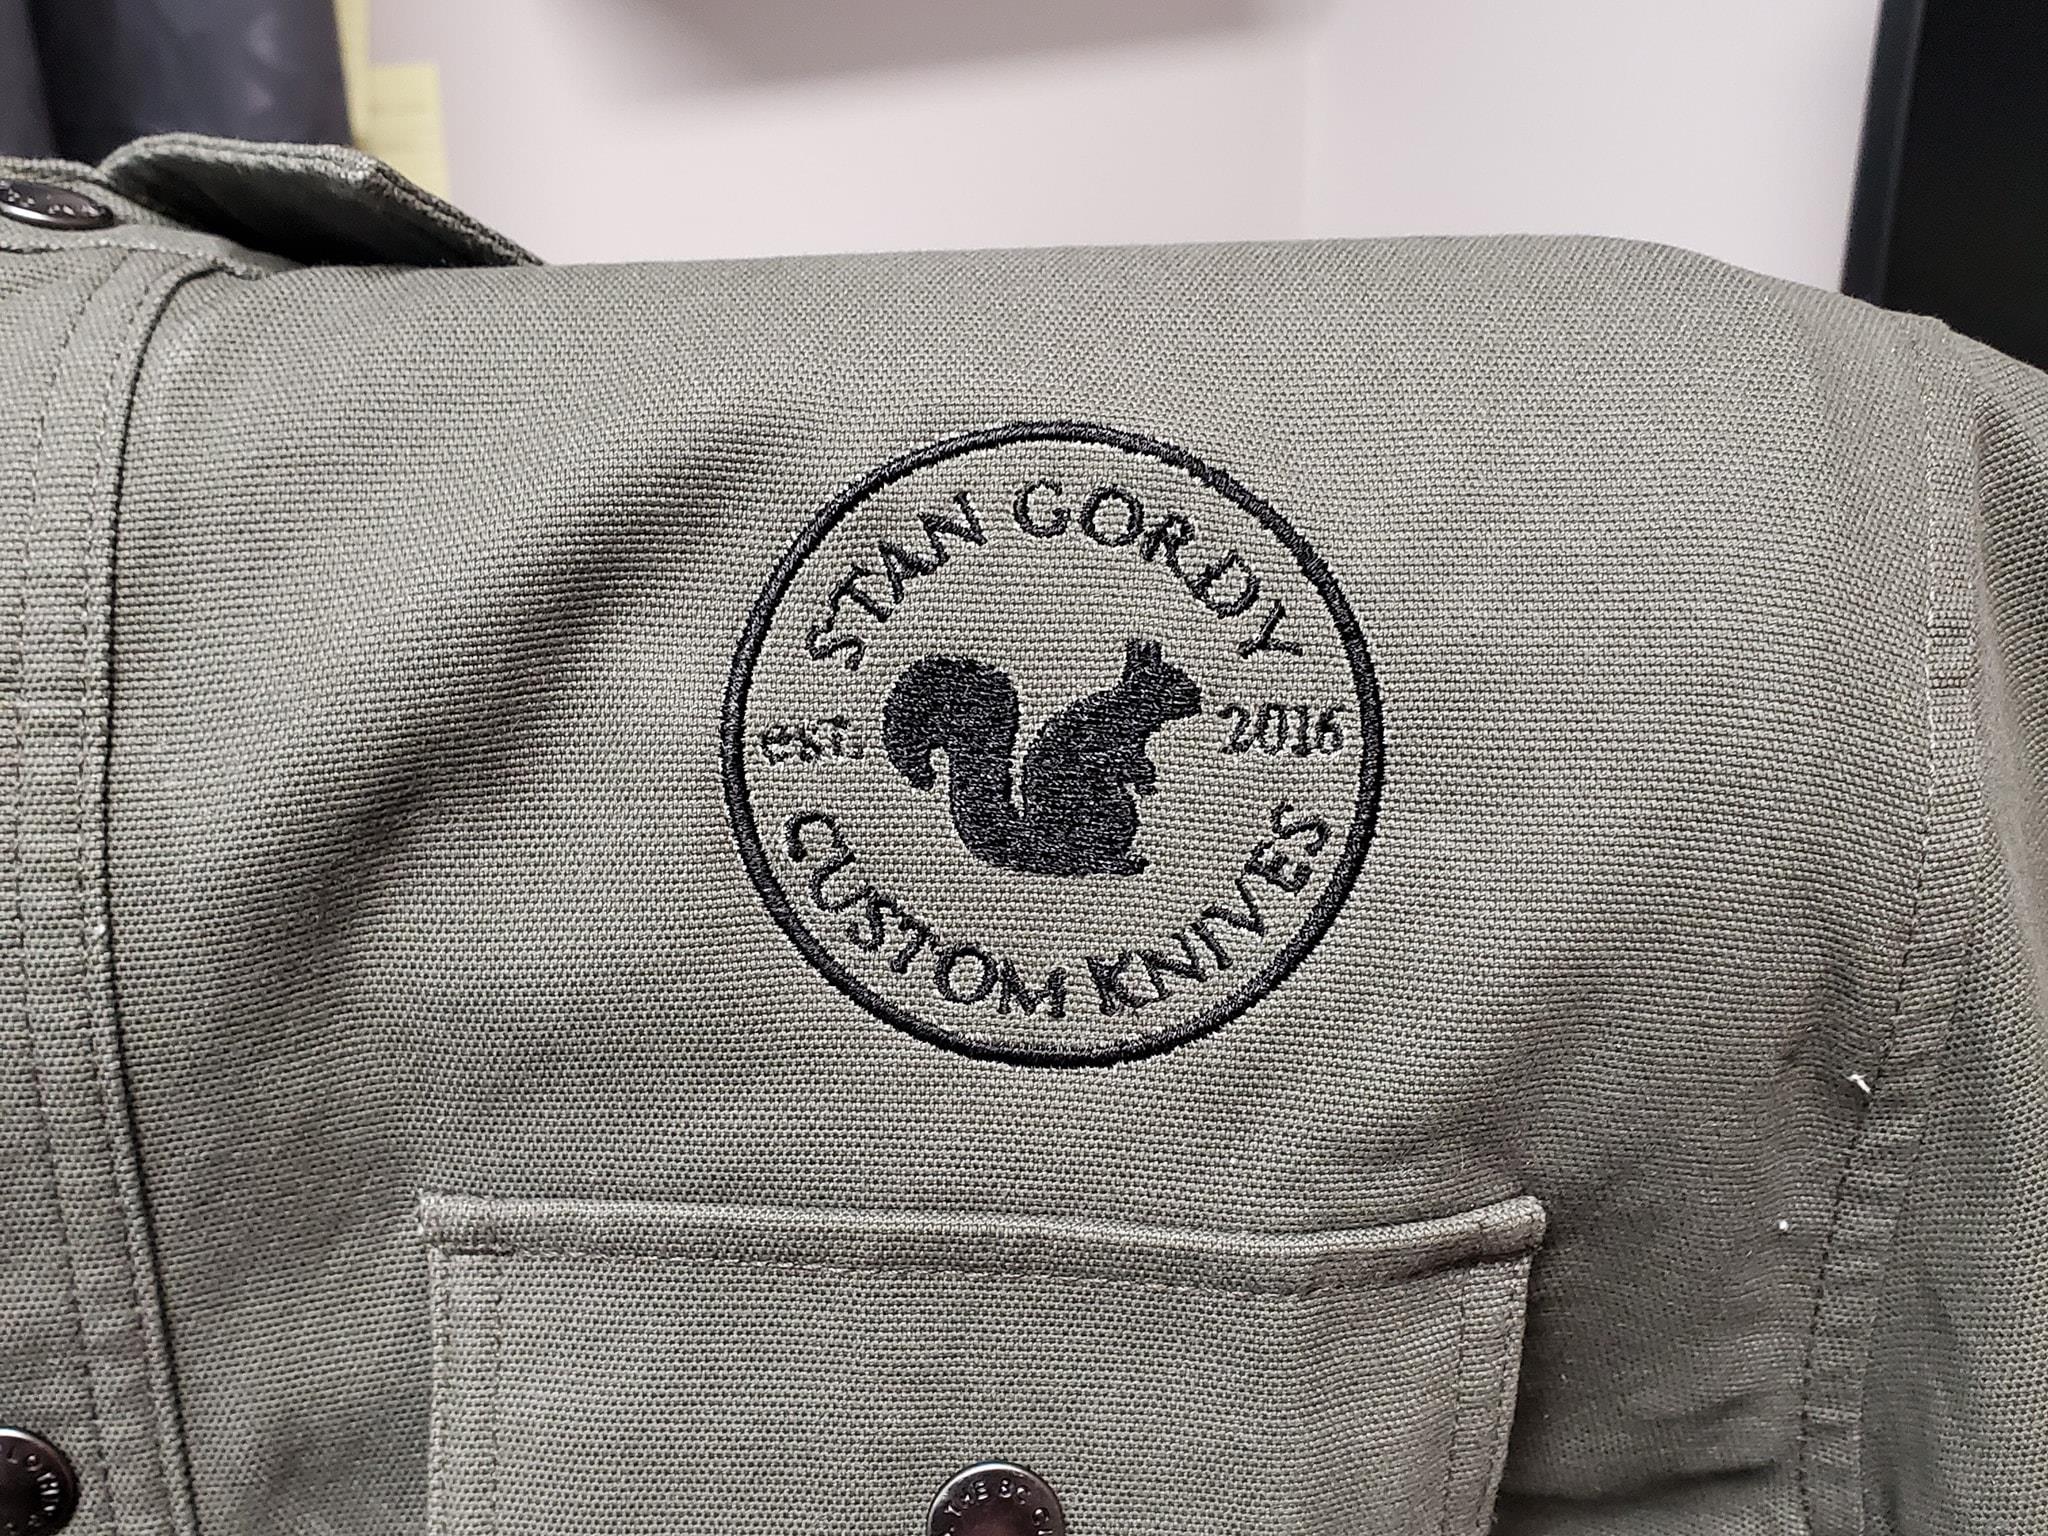 STAN GORDY
EST. 2016
CUSTOM KNIVES